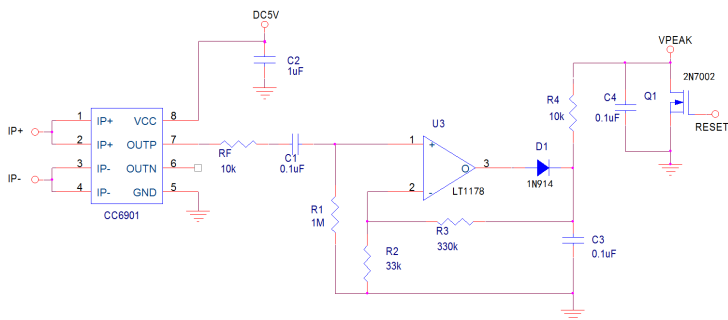 DC5V
VPEAK
C2
1uF
2N7002
U3
R4
10k
C4
0.1uF
Q1
RESET
IP+
IP-
1 IP+ VCC 8
2 IP+ OUTP 7
3 IP- OUTN 6
4 IP- GND 5
CC6901
RF
10k
C1
0.1uF
1
+
2
-
3
LT1178
D1
1N914
R1
1M
R3
330k
R2
33k
C3
0.1uF